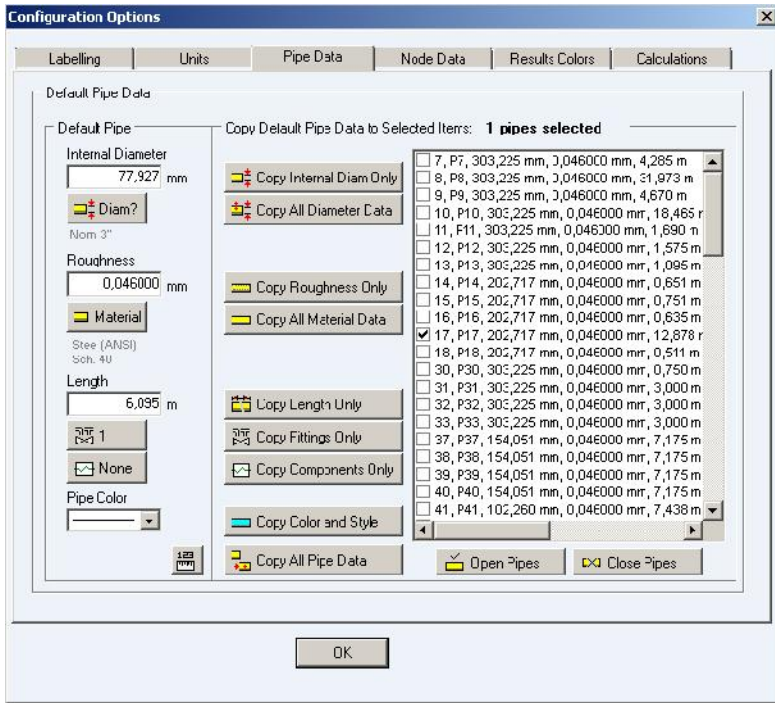 Configuration Options
Labelling
Units
Pipe Data
Node Data
Results Colors
Calculations
Default Pipe Data
Default Pipe
Internal Diameter
77,927 mm
Diam?
Nom 3"
Roughness
0,046000 mm
Material
Stee (ANSI)
Sch. 40
Length
6,095 m
1
None
Pipe Color
123
Copy Default Pipe Data to Selected Items: 1 pipes selected
Copy Internal Diam Only
Copy All Diameter Data
Copy Roughness Only
Copy All Material Data
Copy Length Only
Copy Fittings Only
Copy Components Only
Copy Color and Style
Copy All Pipe Data
7, P7, 303,225 mm, 0,046000 mm, 4,285 m
8, P8, 303,225 mm, 0,046000 mm, 31,973 m
9, P9, 303,225 mm, 0,046000 mm, 4,670 m
10, P10, 303,225 mm, 0,046000 mm, 18,465 m
11, P11, 303,225 mm, 0,046000 mm, 1,690 m
12, P12, 303,225 mm, 0,046000 mm, 1,575 m
13, P13, 303,225 mm, 0,046000 mm, 1,095 m
14, P14, 202,717 mm, 0,046000 mm, 0,651 m
15, P15, 202,717 mm, 0,046000 mm, 0,751 m
16, P16, 202,717 mm, 0,046000 mm, 0,635 m
17, P17, 202,717 mm, 0,046000 mm, 12,878 m
18, P18, 202,717 mm, 0,046000 mm, 0,511 m
30, P30, 303,225 mm, 0,046000 mm, 0,750 m
31, P31, 303,225 mm, 0,046000 mm, 3,000 m
32, P32, 303,225 mm, 0,046000 mm, 3,000 m
33, P33, 303,225 mm, 0,046000 mm, 3,000 m
37, P37, 154,051 mm, 0,046000 mm, 7,175 m
38, P38, 154,051 mm, 0,046000 mm, 7,175 m
39, P39, 154,051 mm, 0,046000 mm, 7,175 m
40, P40, 154,051 mm, 0,046000 mm, 7,175 m
41, P41, 102,260 mm, 0,046000 mm, 7,438 m
Open Pipes
Close Pipes
OK